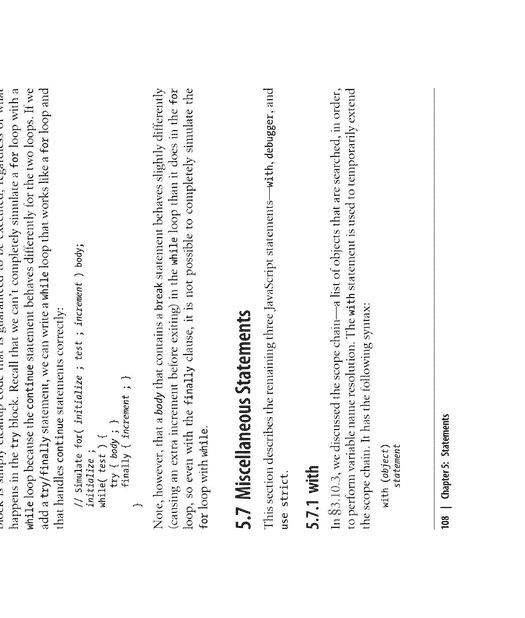 block is simply cleanup code that is guaranteed to be executed, regardless of what
happens in the try block. Recall that we can't completely simulate a for loop with a
while loop because the continue statement behaves differently for the two loops. If we
add a try/finally statement, we can write a while loop that works like a for loop and
that handles continue statements correctly:
// Simulate for( initialize ; test ; increment ) body;
initialize ;
while( test ) {
try { body ; }
finally { increment ; }
}
Note, however, that a body that contains a break statement behaves slightly differently
(causing an extra increment before exiting) in the while loop than it does in the for
loop, so even with the finally clause, it is not possible to completely simulate the
for loop with while.
5.7 Miscellaneous Statements
This section describes the remaining three JavaScript statements—with, debugger, and
use strict.
5.7.1 with
In §3.10.3, we discussed the scope chain—a list of objects that are searched, in order,
to perform variable name resolution. The with statement is used to temporarily extend
the scope chain. It has the following syntax:
with (object)
statement
108 | Chapter 5: Statements